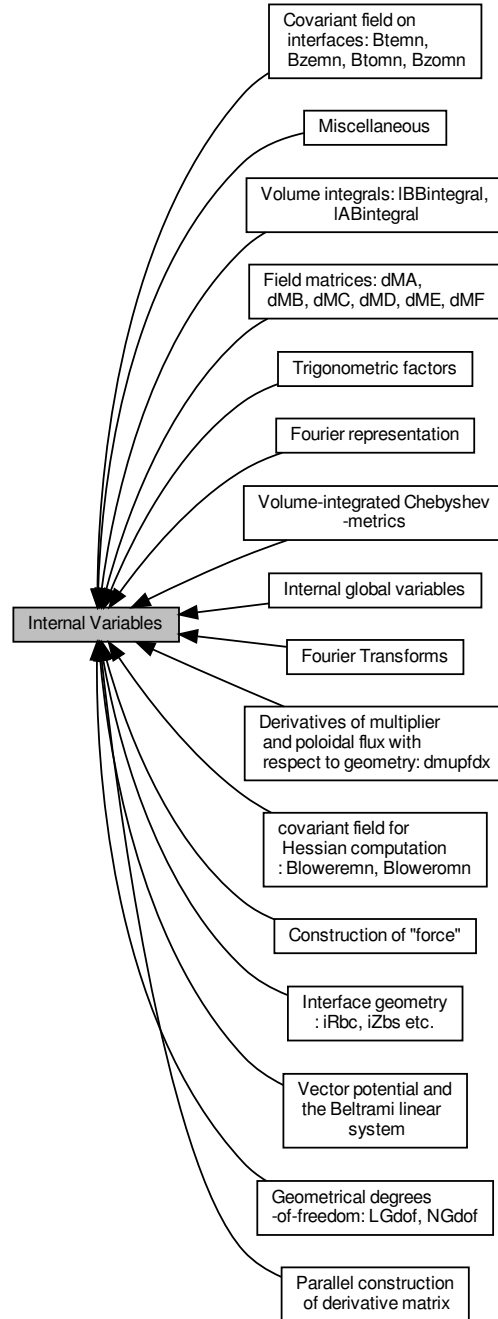 Covariant field on
interfaces: Btemn,
Bzemn, Btomn, Bzomn
Miscellaneous
Volume integrals: lBBintegral,
lABintegral
Field matrices: dMA,
dMB, dMC, dMD, dME, dMF
Trigonometric factors
Fourier representation
Volume-integrated Chebyshev
-metrics
Internal global variables
Internal Variables
Fourier Transforms
Derivatives of multiplier
and poloidal flux with
respect to geometry: dmupfdx
covariant field for
Hessian computation
: Bloweremn, Bloweromn
Construction of "force"
Interface geometry
: iRbc, iZbs etc.
Vector potential and
the Beltrami linear
system
Geometrical degrees
-of-freedom: LGdof, NGdof
Parallel construction
of derivative matrix